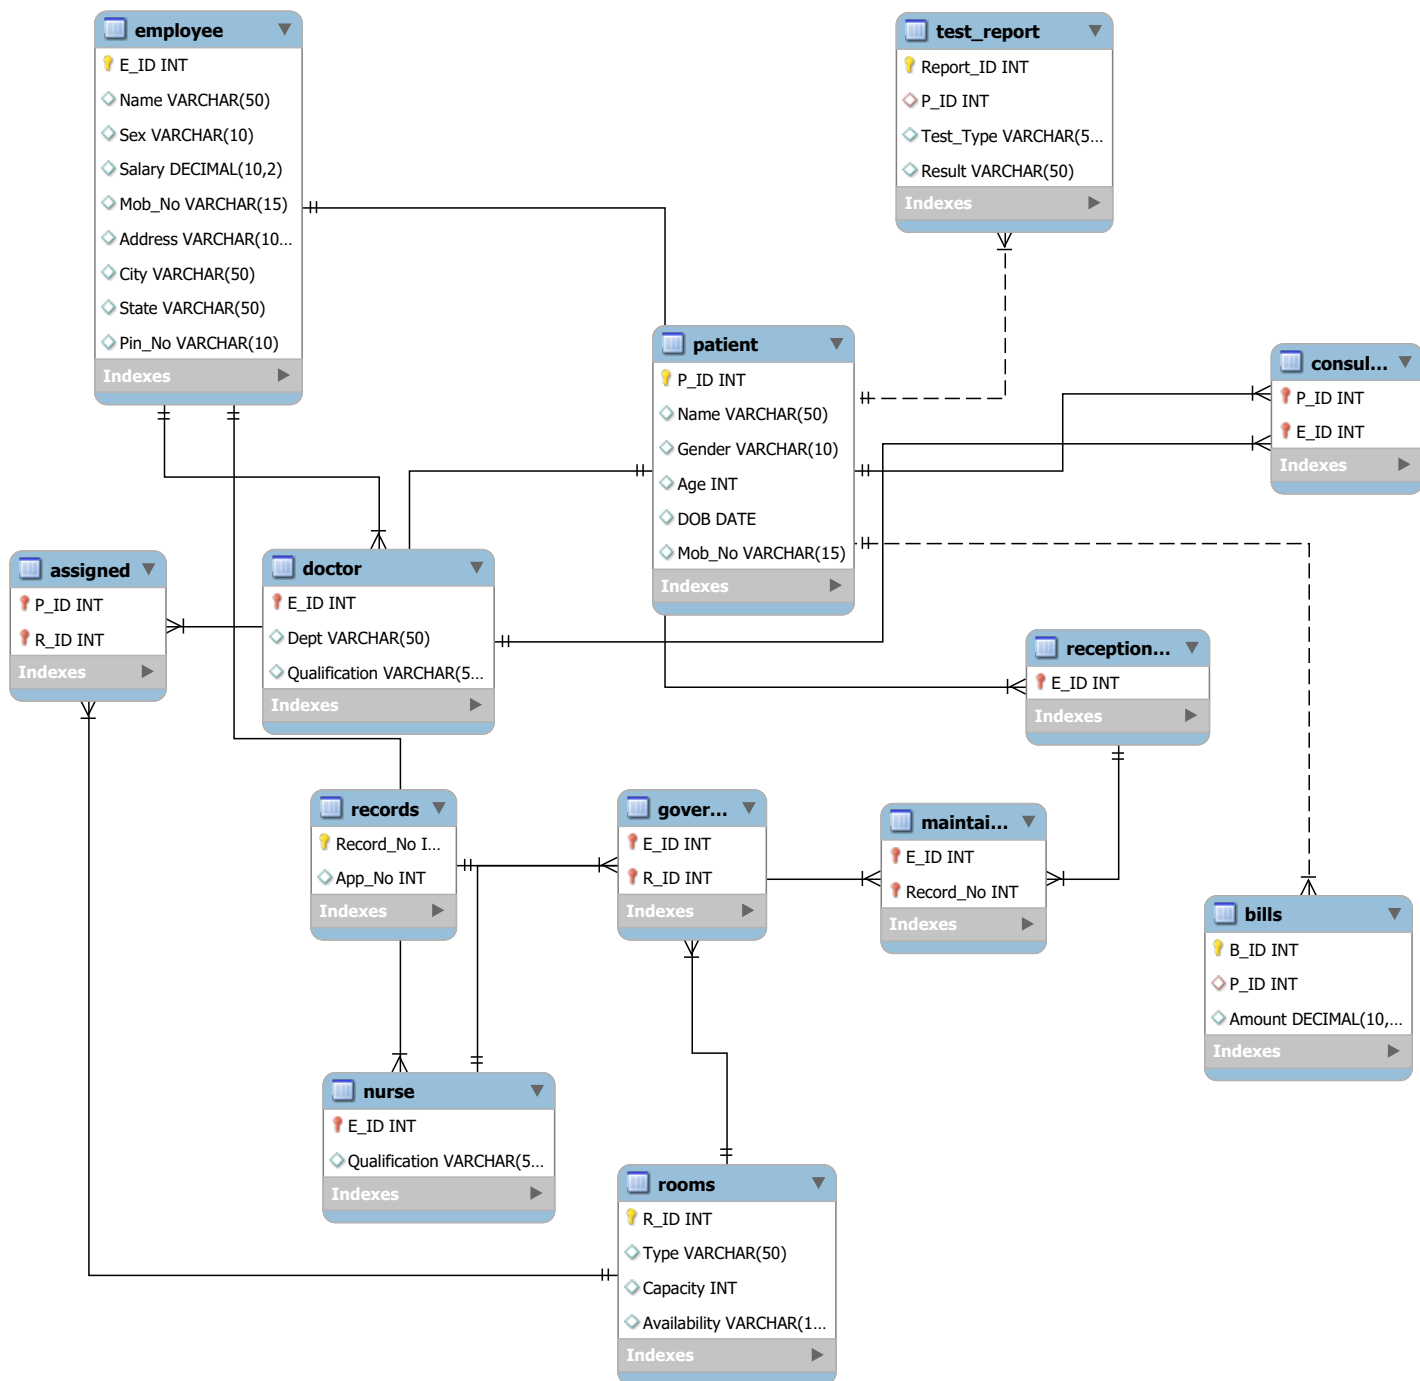 employee
E_ID INT
Name VARCHAR(50)
Sex VARCHAR(10)
Salary DECIMAL(10,2)
Mob_No VARCHAR(15)
Address VARCHAR(10...
City VARCHAR(50)
State VARCHAR(50)
Pin_No VARCHAR(10)
Indexes
test_report
Report_ID INT
P_ID INT
Test_Type VARCHAR(5...
Result VARCHAR(50)
Indexes
patient
P_ID INT
Name VARCHAR(50)
Gender VARCHAR(10)
Age INT
DOB DATE
Mob_No VARCHAR(15)
Indexes
consul...
P_ID INT
E_ID INT
Indexes
assigned
P_ID INT
R_ID INT
Indexes
doctor
E_ID INT
Dept VARCHAR(50)
Qualification VARCHAR(5...
Indexes
reception...
E_ID INT
Indexes
records
Record_No I...
App_No INT
Indexes
gover...
E_ID INT
R_ID INT
Indexes
maintai...
E_ID INT
Record_No INT
Indexes
bills
B_ID INT
P_ID INT
Amount DECIMAL(10,...
Indexes
nurse
E_ID INT
Qualification VARCHAR(5...
Indexes
rooms
R_ID INT
Type VARCHAR(50)
Capacity INT
Availability VARCHAR(1...
Indexes